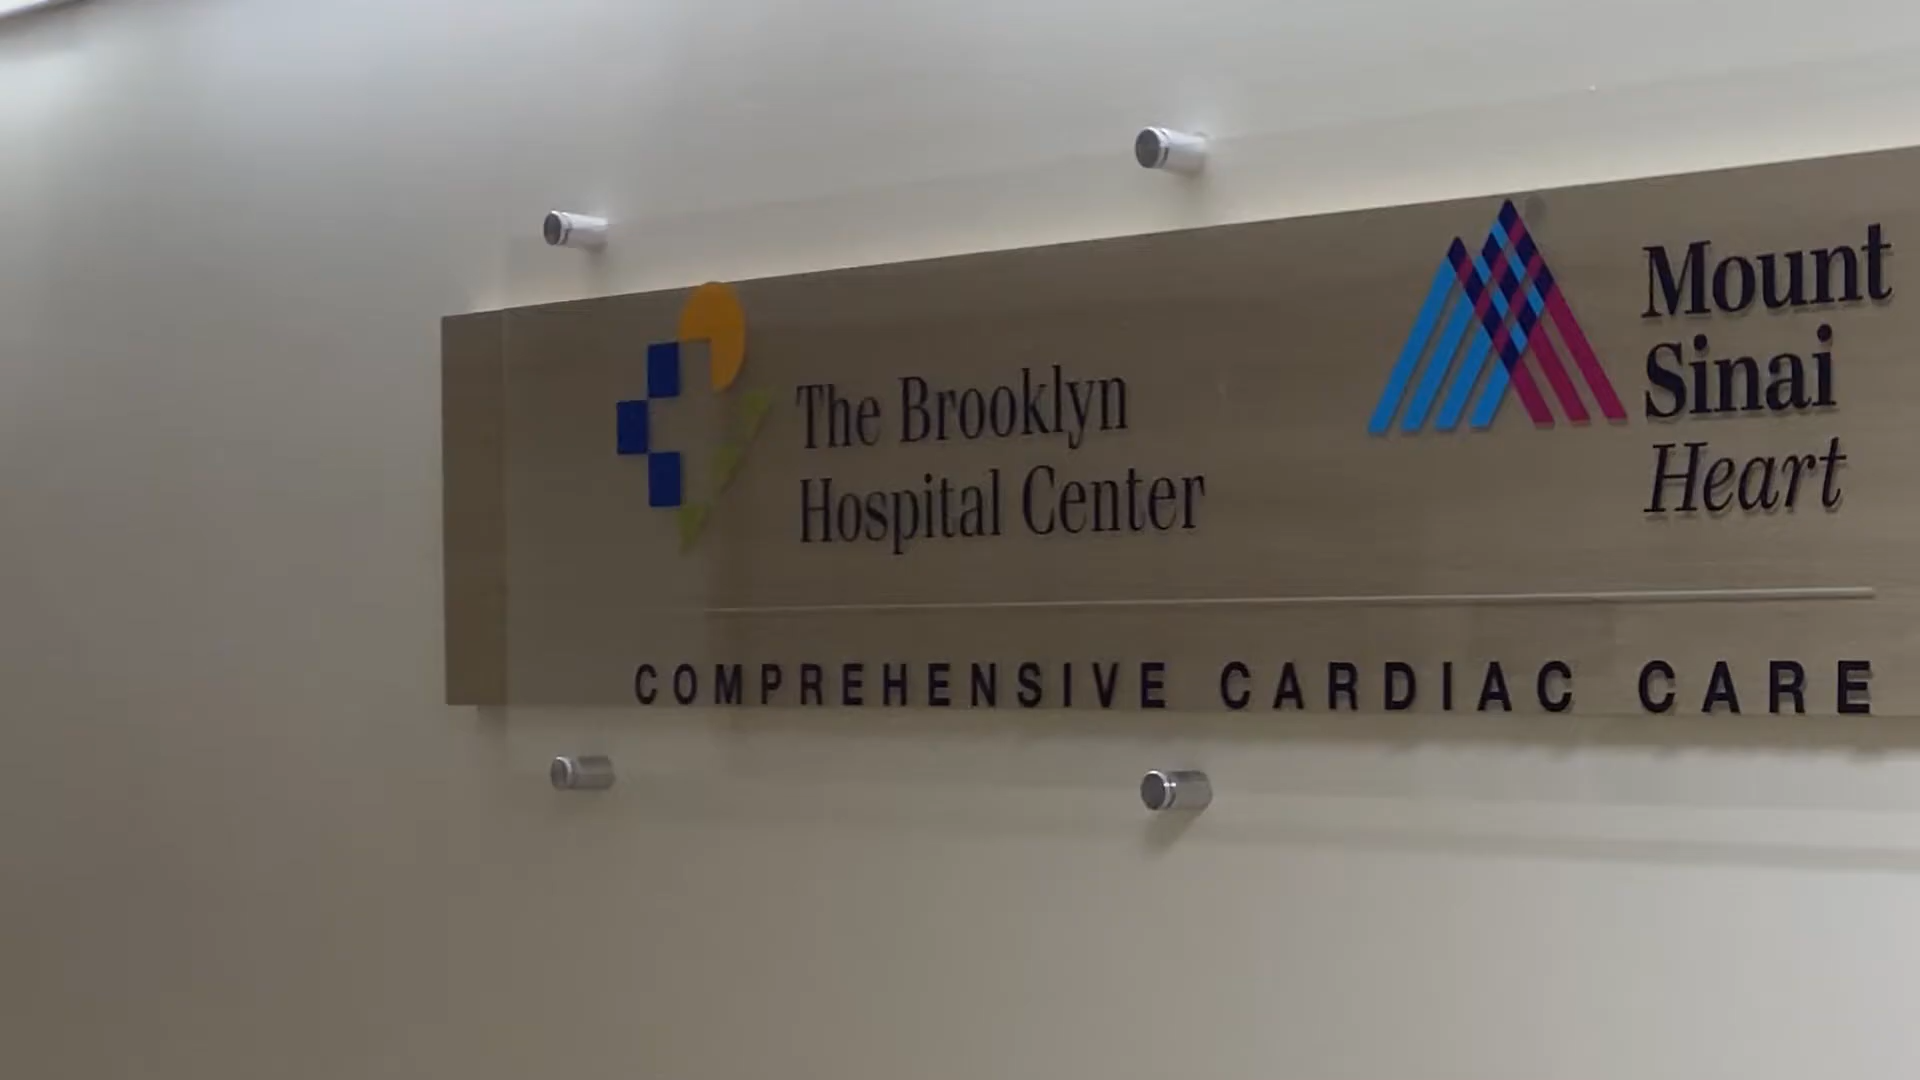 The Brooklyn
Hospital Center
Mount
Sinai
Heart
COMPREHENSIVE CARDIAC CARE